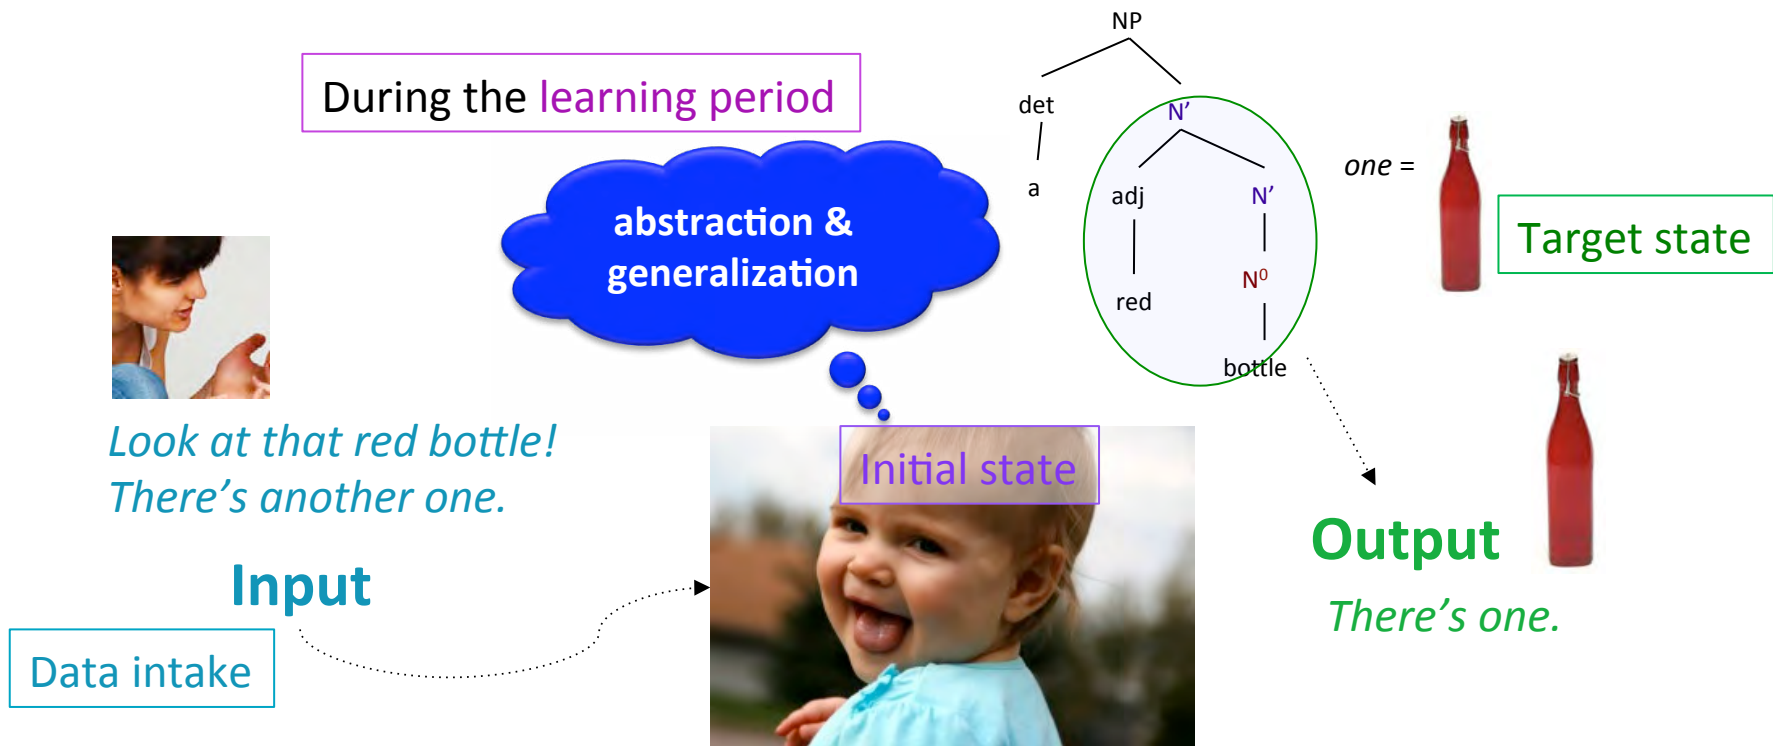 NP
During the learning period
det
N’
a
adj
N’
one =
abstraction &
generalization
Target state
N⁰
red
bottle
Look at that red bottle!
There’s another one.
Initial state
Input
Output
There’s one.
Data intake